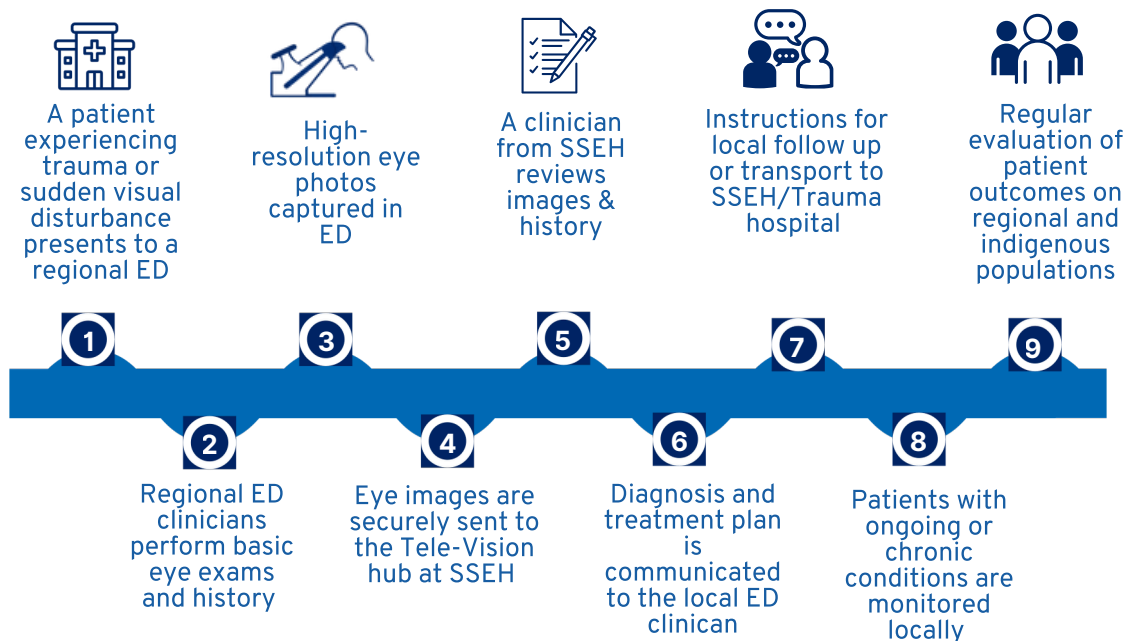 A patient
experiencing
trauma or
sudden visual
disturbance
presents to a
regional ED
1
2
Regional ED
clinicians
perform basic
eye exams
and history
High-
resolution eye
photos
captured in
ED
3
4
Eye images are
securely sent to
the Tele-Vision
hub at SSEH
A clinician
from SSEH
reviews
images &
history
5
6
Diagnosis and
treatment plan
is
communicated
to the local ED
clinican
Instructions for
local follow up
or transport to
SSEH/Trauma
hospital
7
8
Patients with
ongoing or
chronic
conditions are
monitored
locally
Regular
evaluation of
patient
outcomes on
regional and
indigenous
populations
9